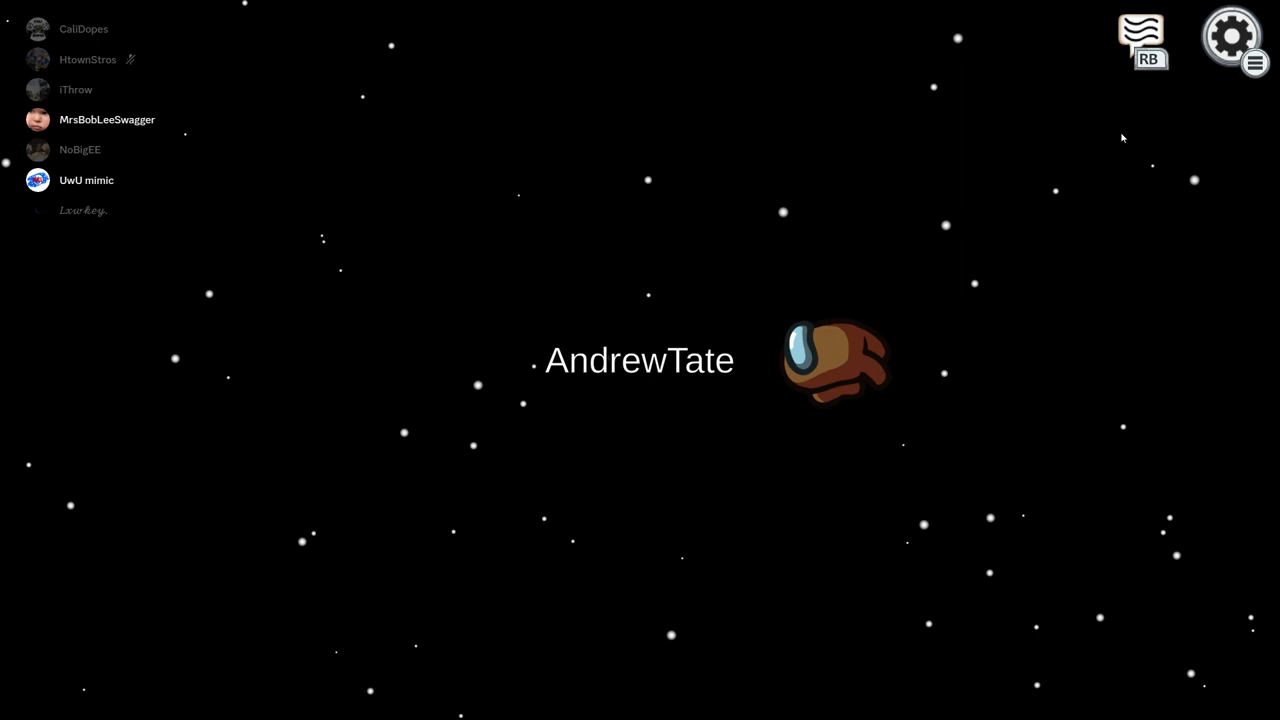 CaliDopes
HtownStros
iThrow
MrsBobLeeSwagger
NoBigEE
UwU mimic
Lxwkey.
RB
AndrewTate